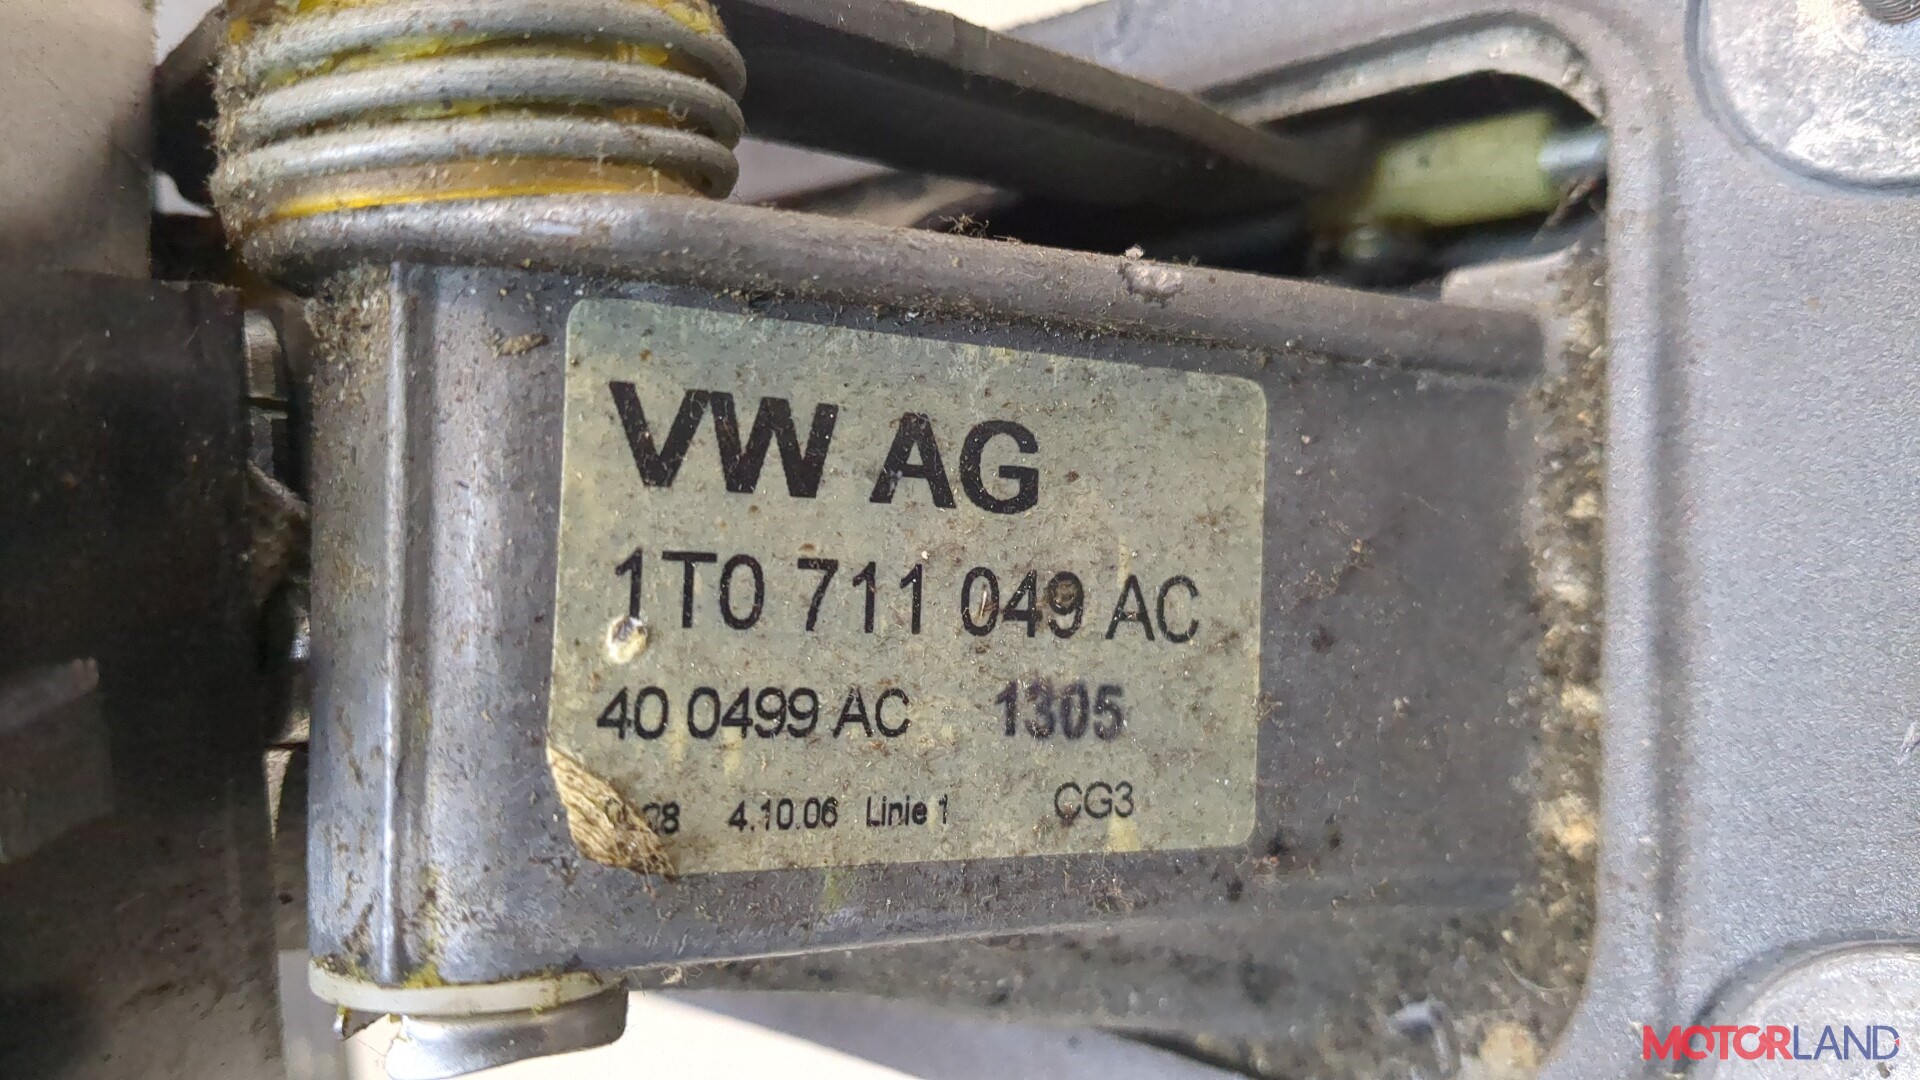 VW AG
1T0 711 049 AC
40 0499 AC 1305
4.10.06 Linie 1 CG3
MOTORLAND